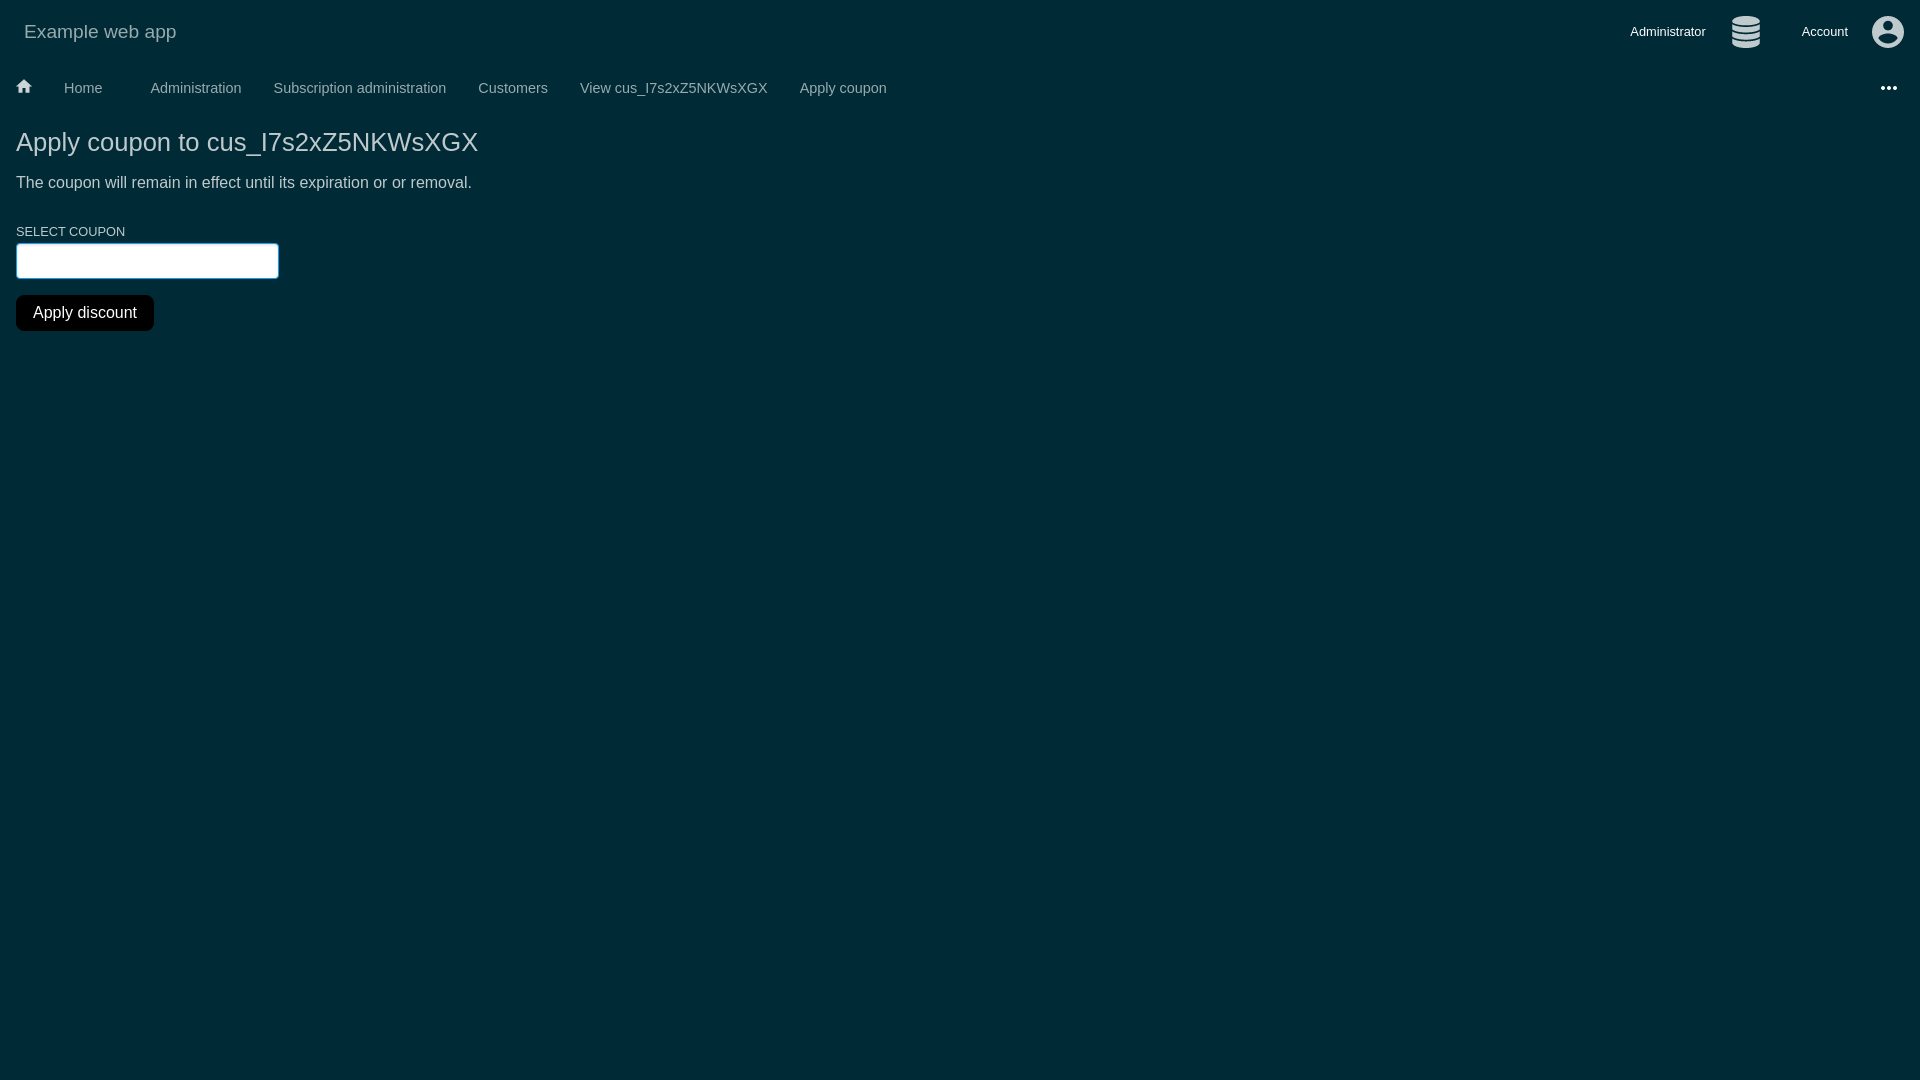 Example web app
Administrator
Account
Home
Administration
Subscription administration
Customers
View cus_I7s2xZ5NKWsXGX
Apply coupon
Apply coupon to cus_I7s2xZ5NKWsXGX
The coupon will remain in effect until its expiration or or removal.
SELECT COUPON
Apply discount